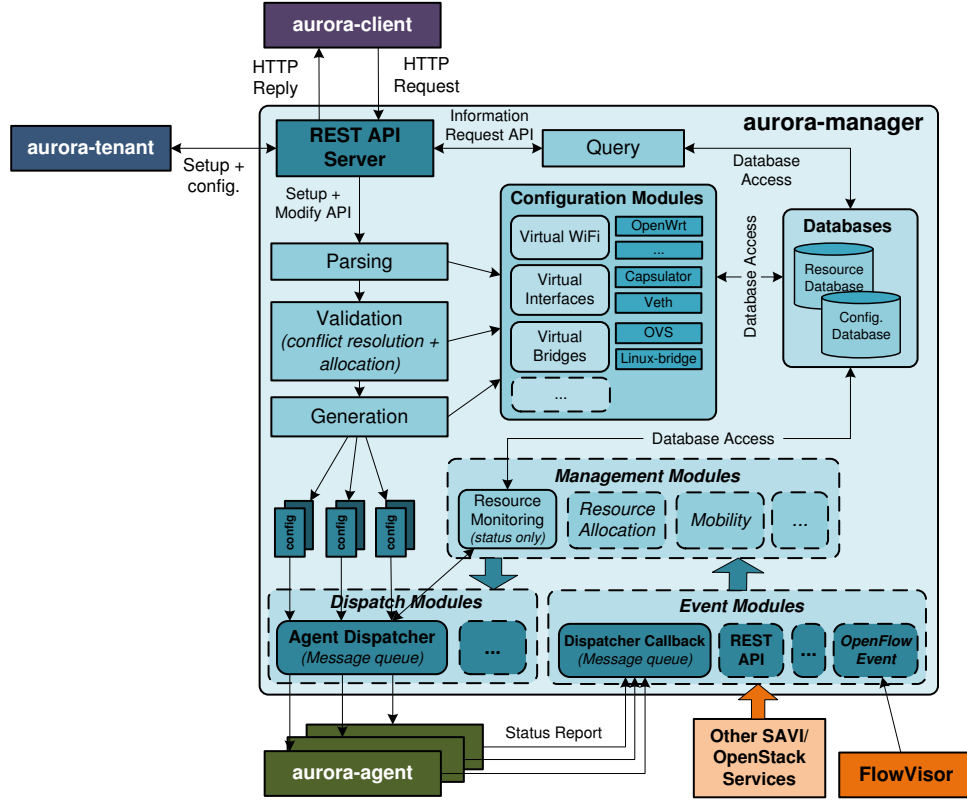 aurora-client
HTTP
Reply
HTTP
Request
aurora-manager
aurora-tenant
Setup +
config.
REST API
Server
Information
Request API
Query
Database
Access
Setup +
Modify API
Configuration Modules
Virtual WiFi
OpenWrt
...
Virtual
Interfaces
Capsulator
Veth
Virtual
Bridges
OVS
Linux-bridge
...
Database Access
Databases
Resource
Database
Config.
Database
Parsing
Validation
(conflict resolution +
allocation)
Generation
Database Access
Management Modules
Resource
Monitoring
(status only)
Resource
Allocation
Mobility
...
config
config
config
Dispatch Modules
Agent Dispatcher
(Message queue)
...
Event Modules
Dispatcher Callback
(Message queue)
REST
API
...
OpenFlow
Event
Status Report
aurora-agent
Other SAVI/
OpenStack
Services
FlowVisor